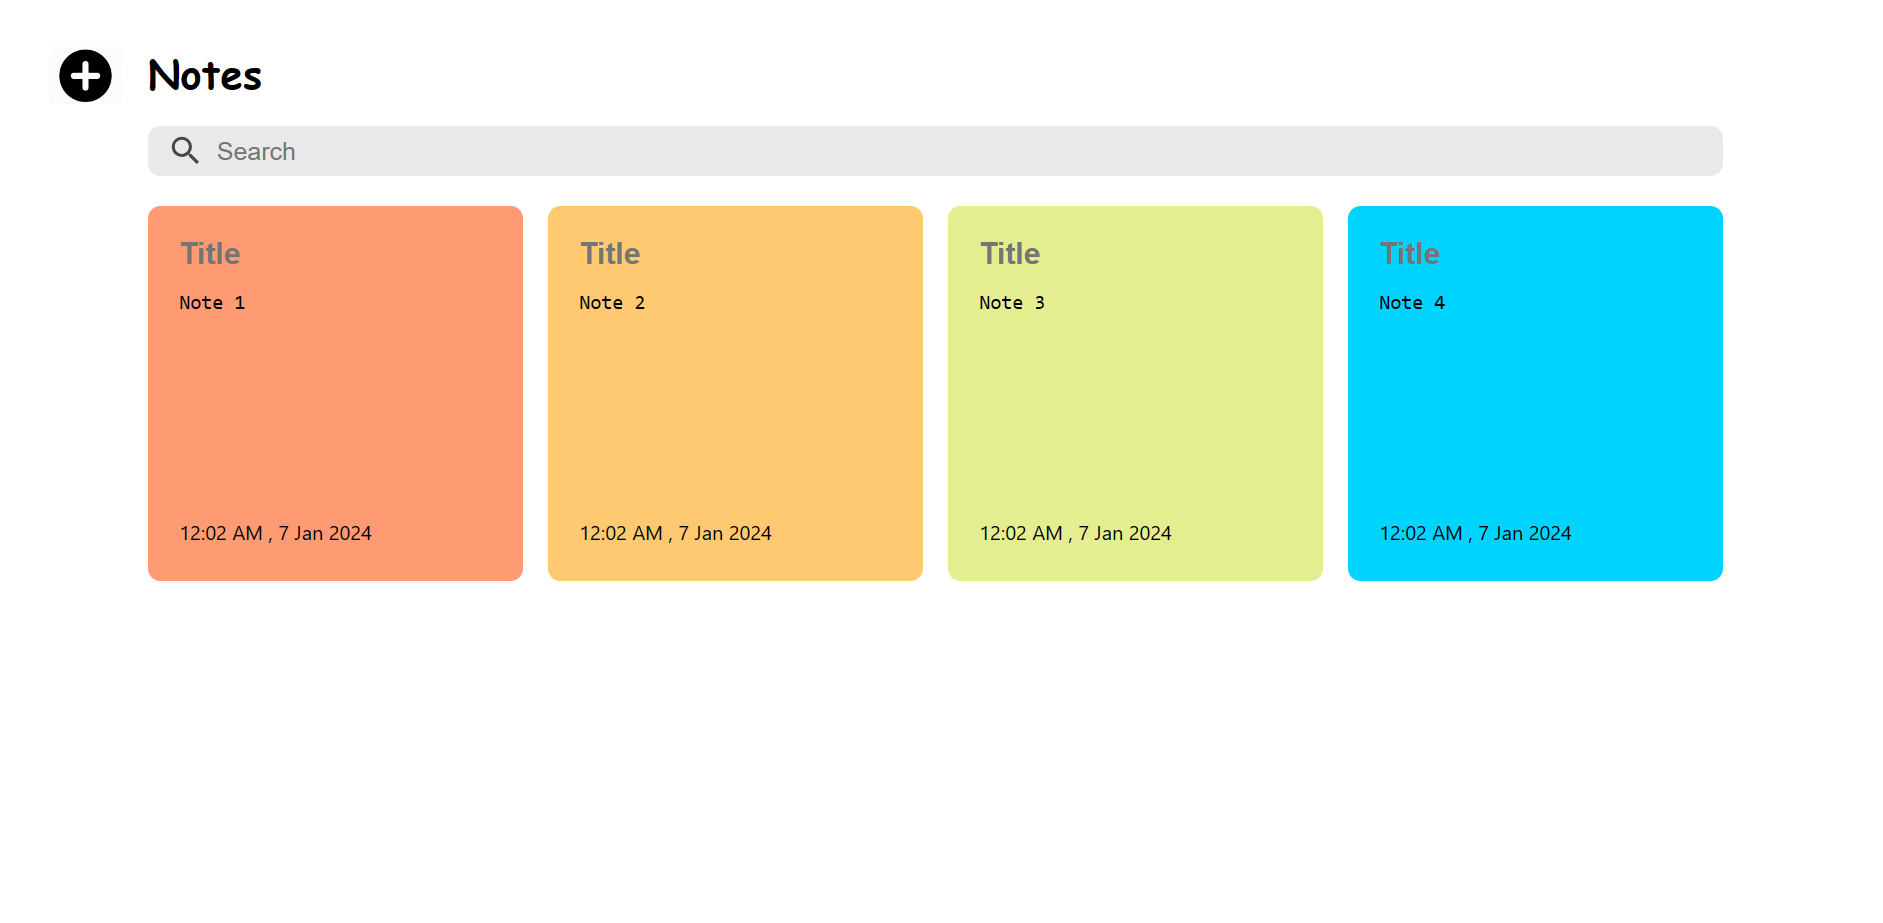 Notes
Search
Title
Note 1
12:02 AM , 7 Jan 2024
Title
Note 2
12:02 AM , 7 Jan 2024
Title
Note 3
12:02 AM , 7 Jan 2024
Title
Note 4
12:02 AM , 7 Jan 2024